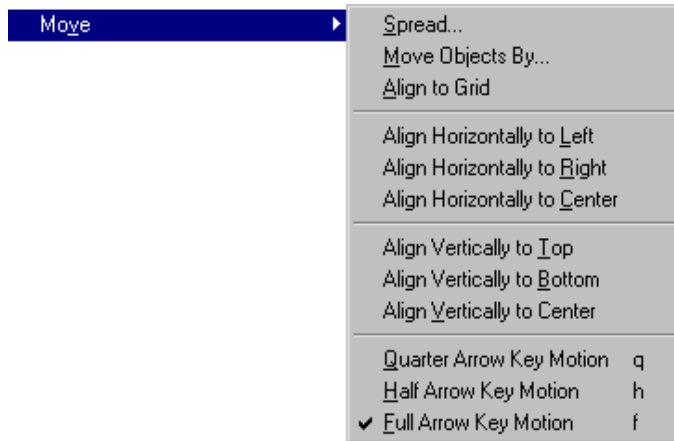 Move
Spread...
Move Objects By...
Align to Grid
Align Horizontally to Left
Align Horizontally to Right
Align Horizontally to Center
Align Vertically to Top
Align Vertically to Bottom
Align Vertically to Center
Quarter Arrow Key Motion q
Half Arrow Key Motion h
Full Arrow Key Motion f